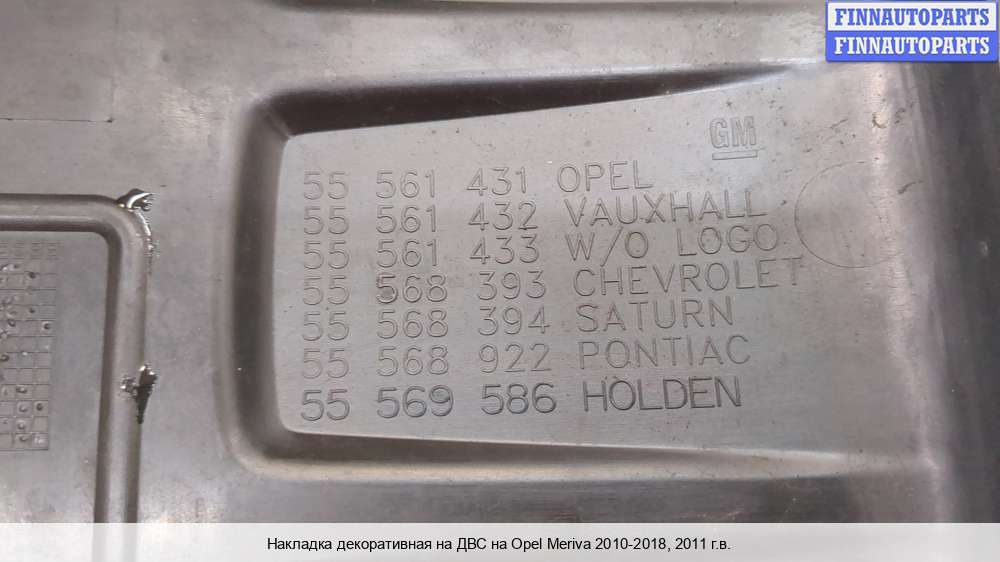 FINNAUTOPARTS
FINNAUTOPARTS
GM
55 561 431 OPEL
55 561 432 VAUXHALL
55 561 433 W/O LOGO
55 568 393 CHEVROLET
55 568 394 SATURN
55 568 922 PONTIAC
55 569 586 HOLDEN
Накладка декоративная на ДВС на Opel Meriva 2010-2018, 2011 г.в.